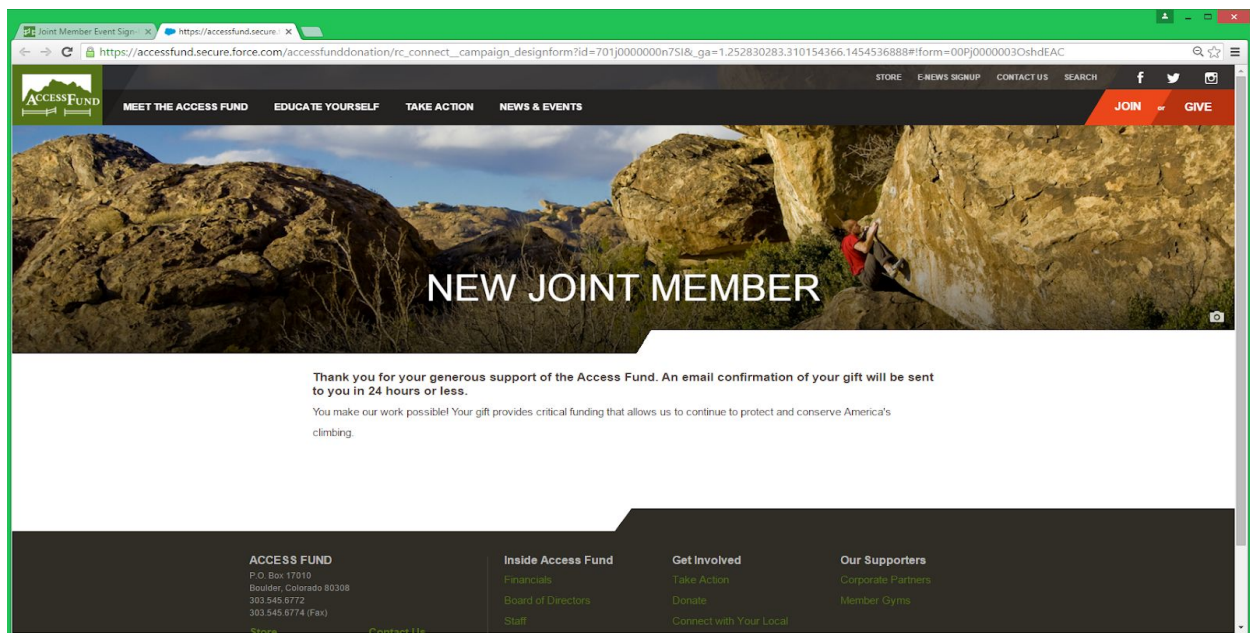 Joint Member Event Sign-
https://accessfund.secure.
https://accessfund.secure.force.com/accessfunddonation/rc_connect__campaign_designform?id=701j0000000n7SI&_ga=1.252830283.310154366.1454536888#!form=00Pj0000003OshdEAC
STORE E-NEWS SIGNUP CONTACT US SEARCH
ACCESS FUND
MEET THE ACCESS FUND EDUCATE YOURSELF TAKE ACTION NEWS & EVENTS
JOIN or GIVE
NEW JOINT MEMBER
Thank you for your generous support of the Access Fund. An email confirmation of your gift will be sent
to you in 24 hours or less.
You make our work possible! Your gift provides critical funding that allows us to continue to protect and conserve America's
climbing.
ACCESS FUND
P.O. Box 17010
Boulder, Colorado 80308
303.545.6772
303.545.6774 (Fax)
Store Contact Us
Inside Access Fund
Financials
Board of Directors
Staff
Get Involved
Take Action
Donate
Connect with Your Local
Our Supporters
Corporate Partners
Member Gyms